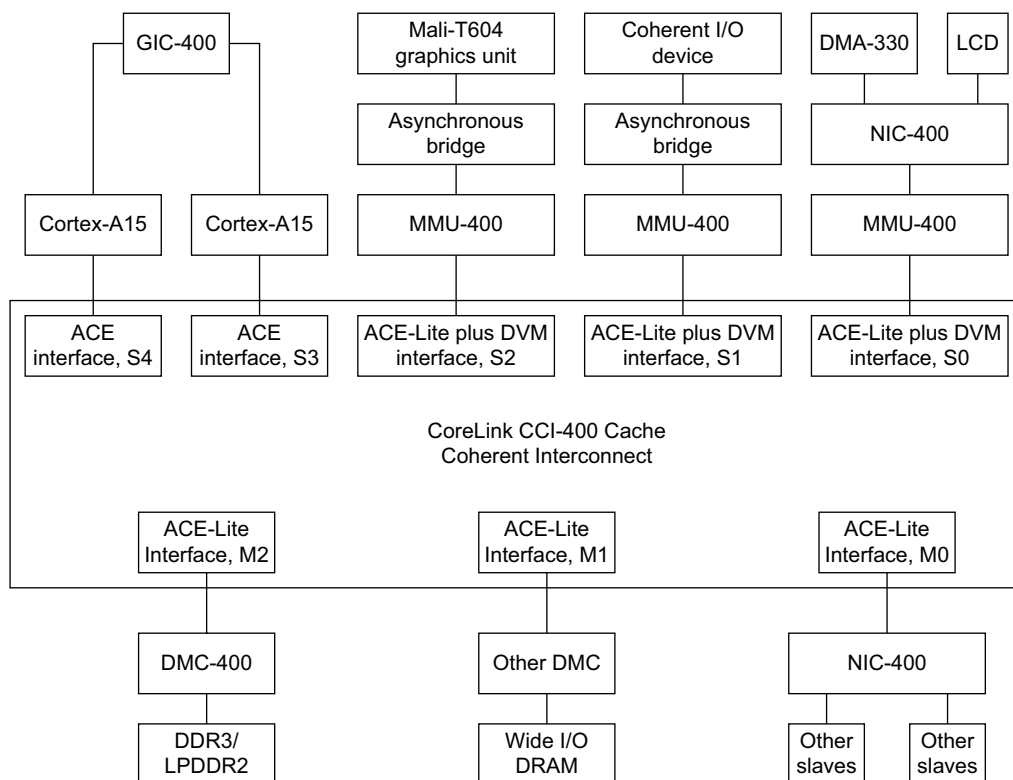 GIC-400
Mali-T604
graphics unit
Coherent I/O
device
DMA-330
LCD
Asynchronous
bridge
Asynchronous
bridge
NIC-400
Cortex-A15
Cortex-A15
MMU-400
MMU-400
MMU-400
ACE
interface, S4
ACE
interface, S3
ACE-Lite plus DVM
interface, S2
ACE-Lite plus DVM
interface, S1
ACE-Lite plus DVM
interface, S0
CoreLink CCI-400 Cache
Coherent Interconnect
ACE-Lite
Interface, M2
ACE-Lite
Interface, M1
ACE-Lite
Interface, M0
DMC-400
Other DMC
NIC-400
DDR3/
LPDDR2
Wide I/O
DRAM
Other
slaves
Other
slaves